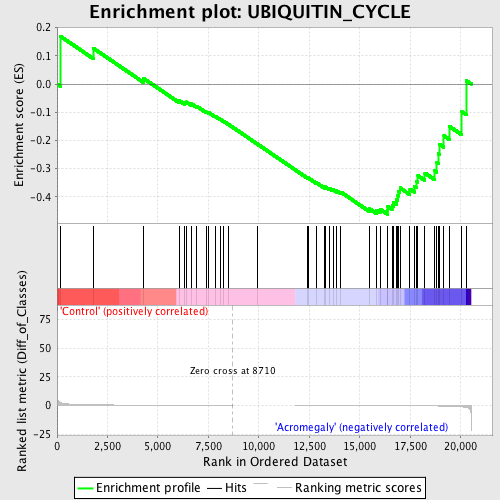 Enrichment plot: UBIQUITIN_CYCLE
Enrichment score (ES)
0.2
0.1
0.0
-0.1
-0.2
-0.3
-0.4
'Control' (positively correlated)
Ranked list metric (Diff_of_Classes)
75
50
25
0
-25
Zero cross at 8710
'Acromegaly' (negatively correlated)
0
2,500
5,000
7,500
10,000
12,500
15,000
17,500
20,000
Rank in Ordered Dataset
Enrichment profile
Hits
Ranking metric scores